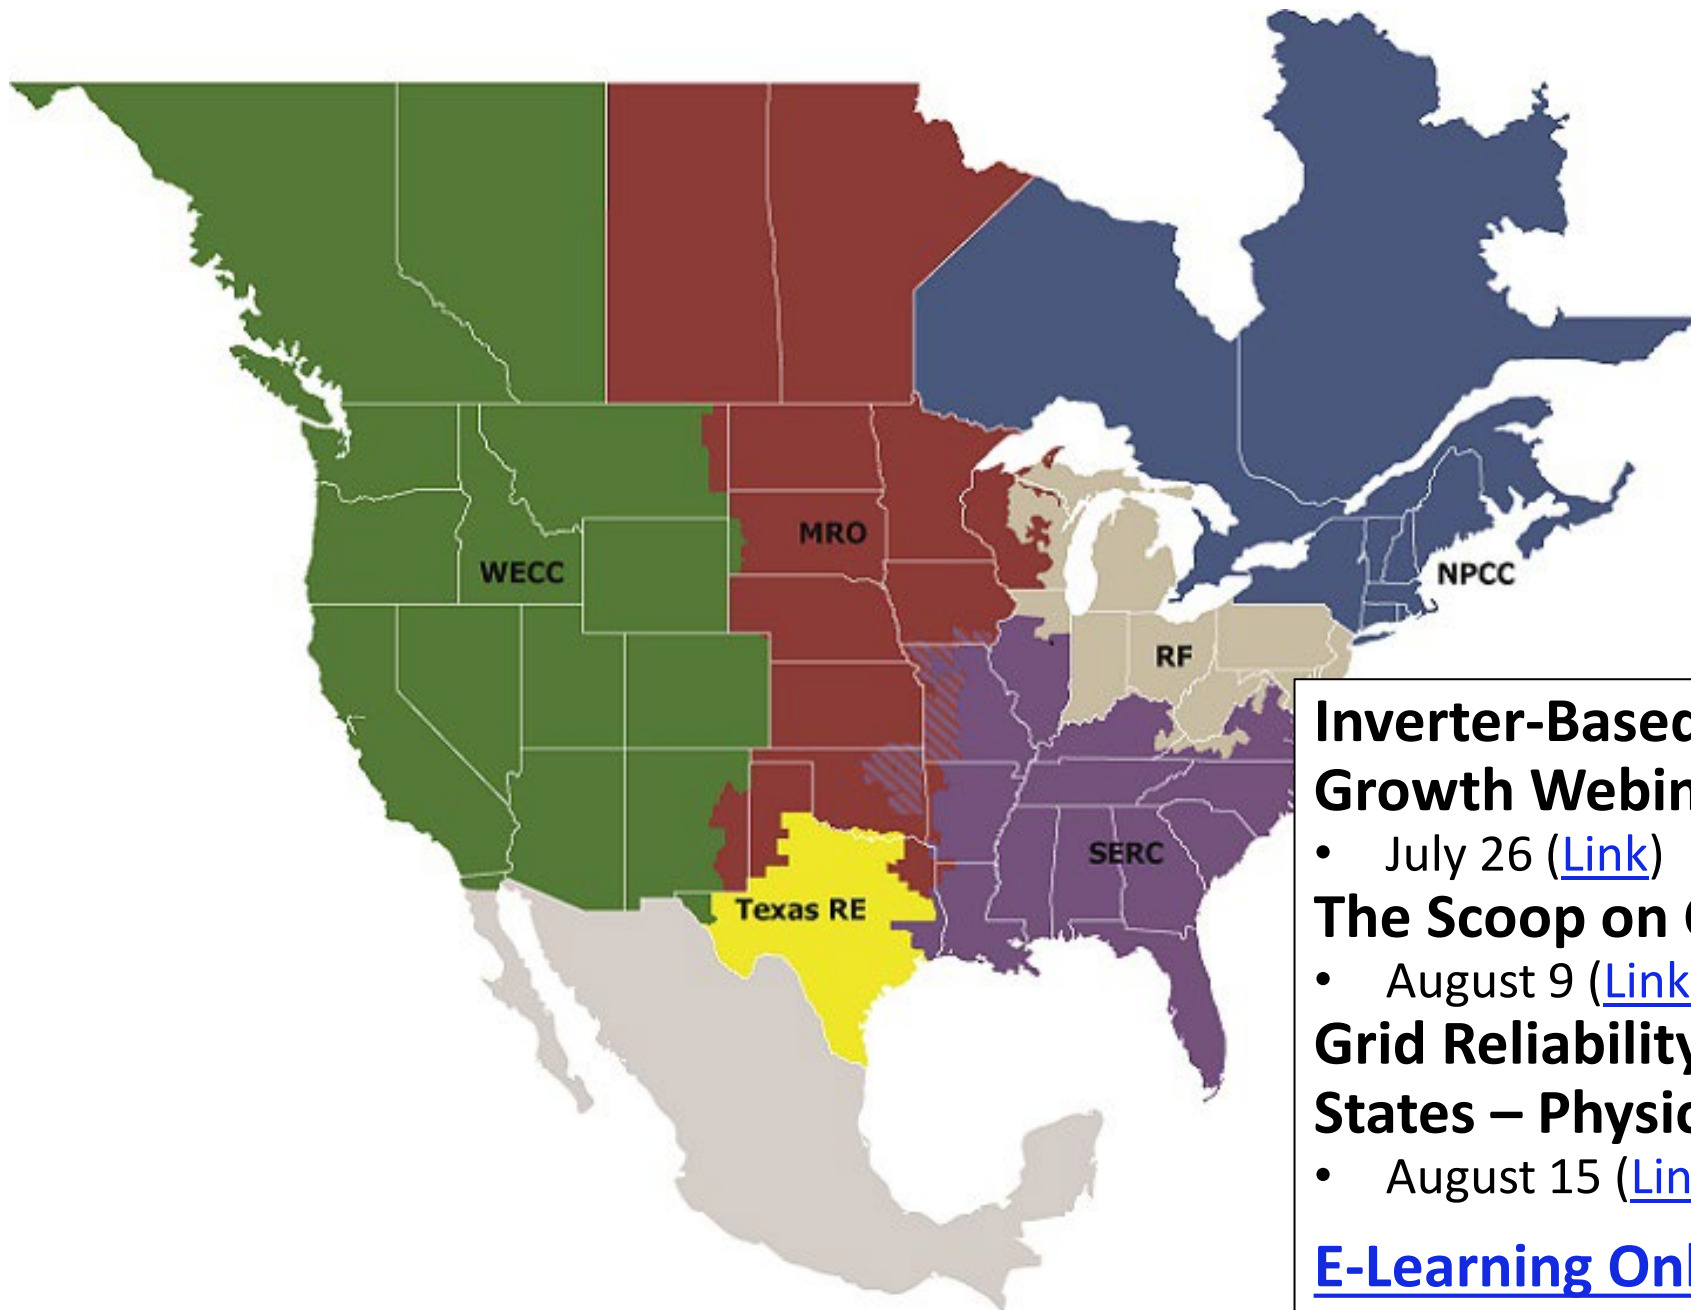 MRO
WECC
NPCC
RF
SERC
Texas RE
Inverter-Based
Growth Webin
• July 26 (Link)
The Scoop on
• August 9 (Link
Grid Reliability
States – Physic
• August 15 (Lin
E-Learning Onl